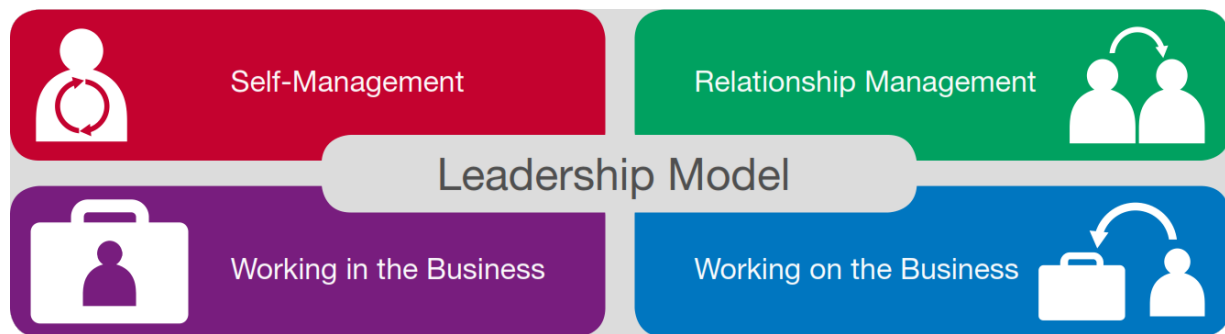 Self-Management
Relationship Management
Leadership Model
Working in the Business
Working on the Business